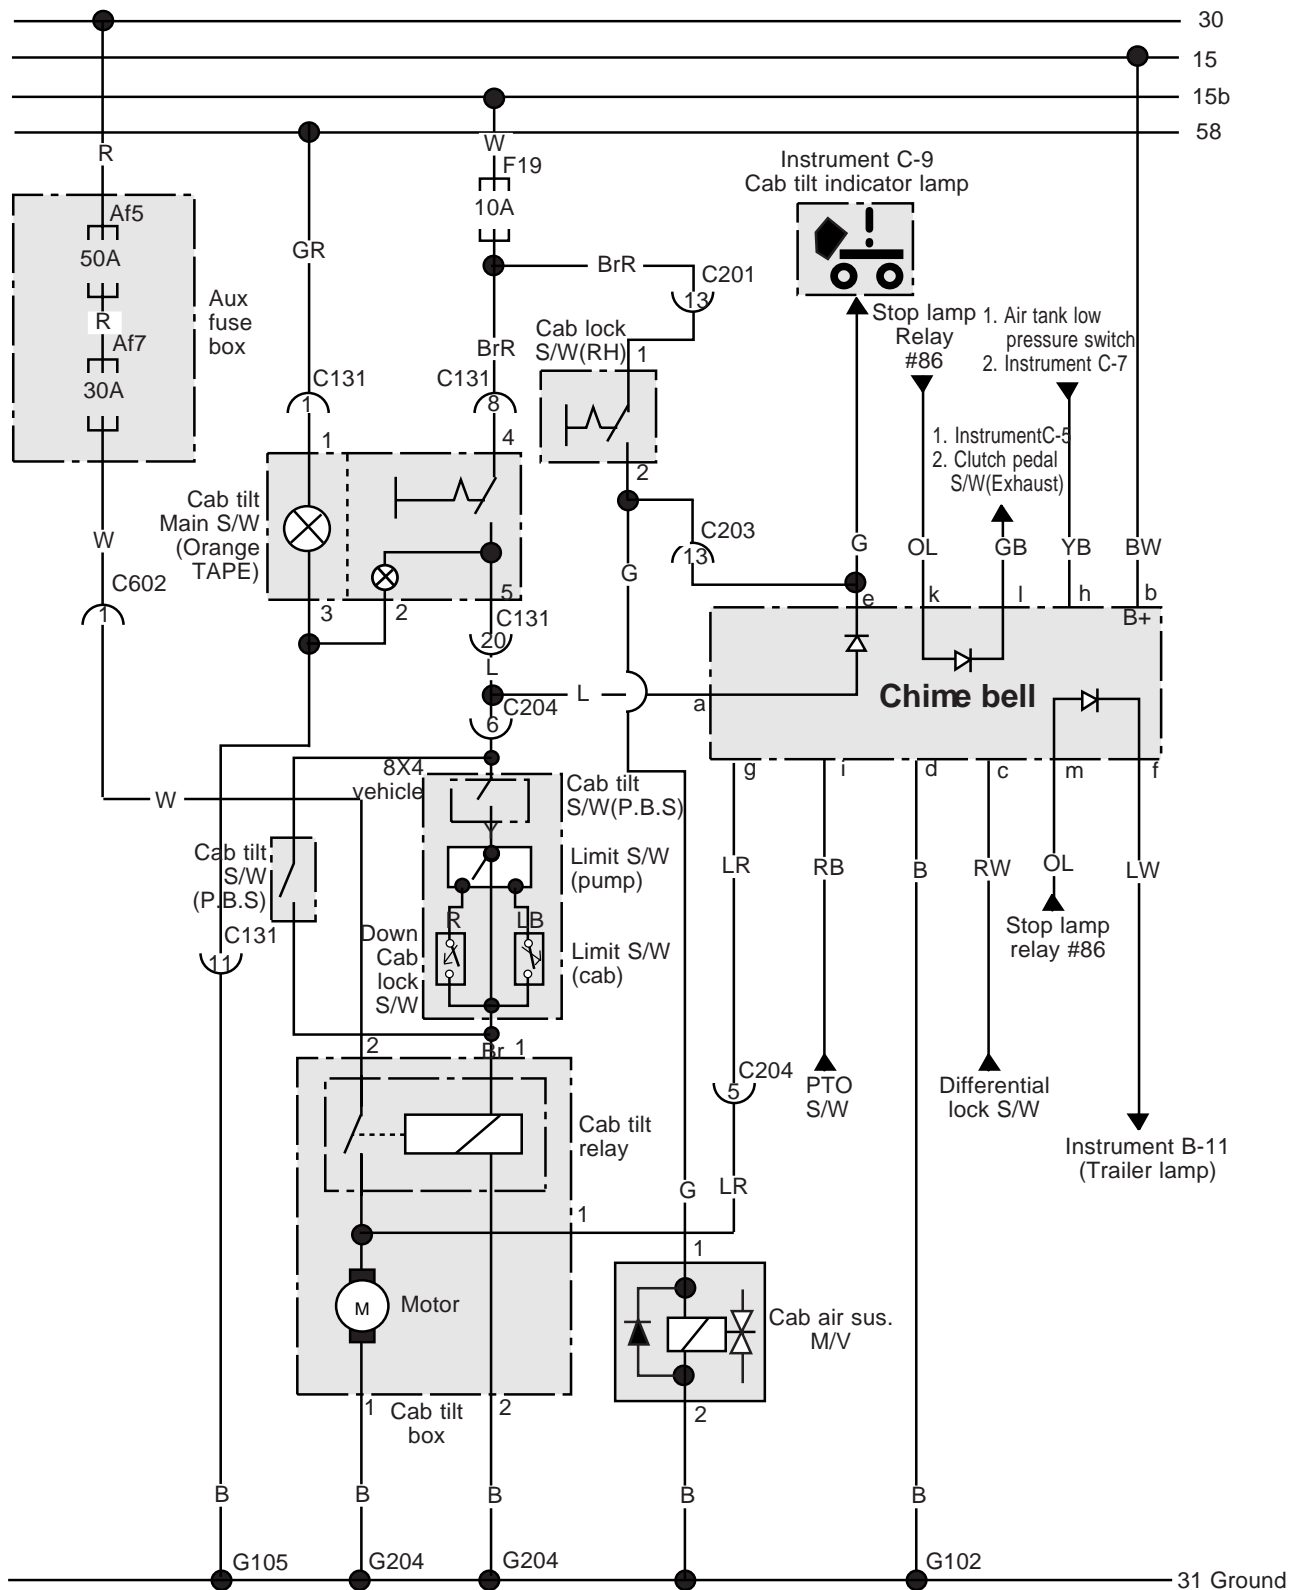 30
15
15b
58
R
W
F19
10A
Instrument C-9
Cab tilt indicator lamp
Af5
50A
R
Af7
30A
Aux
fuse
box
GR
BrR
C201
13
Cab lock
S/W(RH)
1
2
BrR
C131
1
C131
8
1
4
Stop lamp
Relay
#86
1. Air tank low
pressure switch
2. Instrument C-7
1. InstrumentC-5
2. Clutch pedal
S/W(Exhaust)
Cab tilt
Main S/W
(Orange
TAPE)
W
C602
1
3
2
5
C131
20
L
C203
13
G
G
OL
GB
YB
BW
e
k
l
h
b
B+
L
a
Chime bell
C204
6
g
i
d
c
m
f
8X4
vehicle
Cab tilt
S/W(P.B.S)
W
Cab tilt
S/W
(P.B.S)
Limit S/W
(pump)
R
LB
Down
Cab
lock
S/W
Limit S/W
(cab)
C131
11
LR
RB
B
RW
OL
LW
Stop lamp
relay #86
2
Br
1
C204
5
PTO
S/W
Differential
lock S/W
Instrument B-11
(Trailer lamp)
Cab tilt
relay
G
LR
1
1
M
Motor
Cab air sus.
M/V
1
2
2
Cab tilt
box
B
B
B
B
B
G105
G204
G204
G102
31 Ground